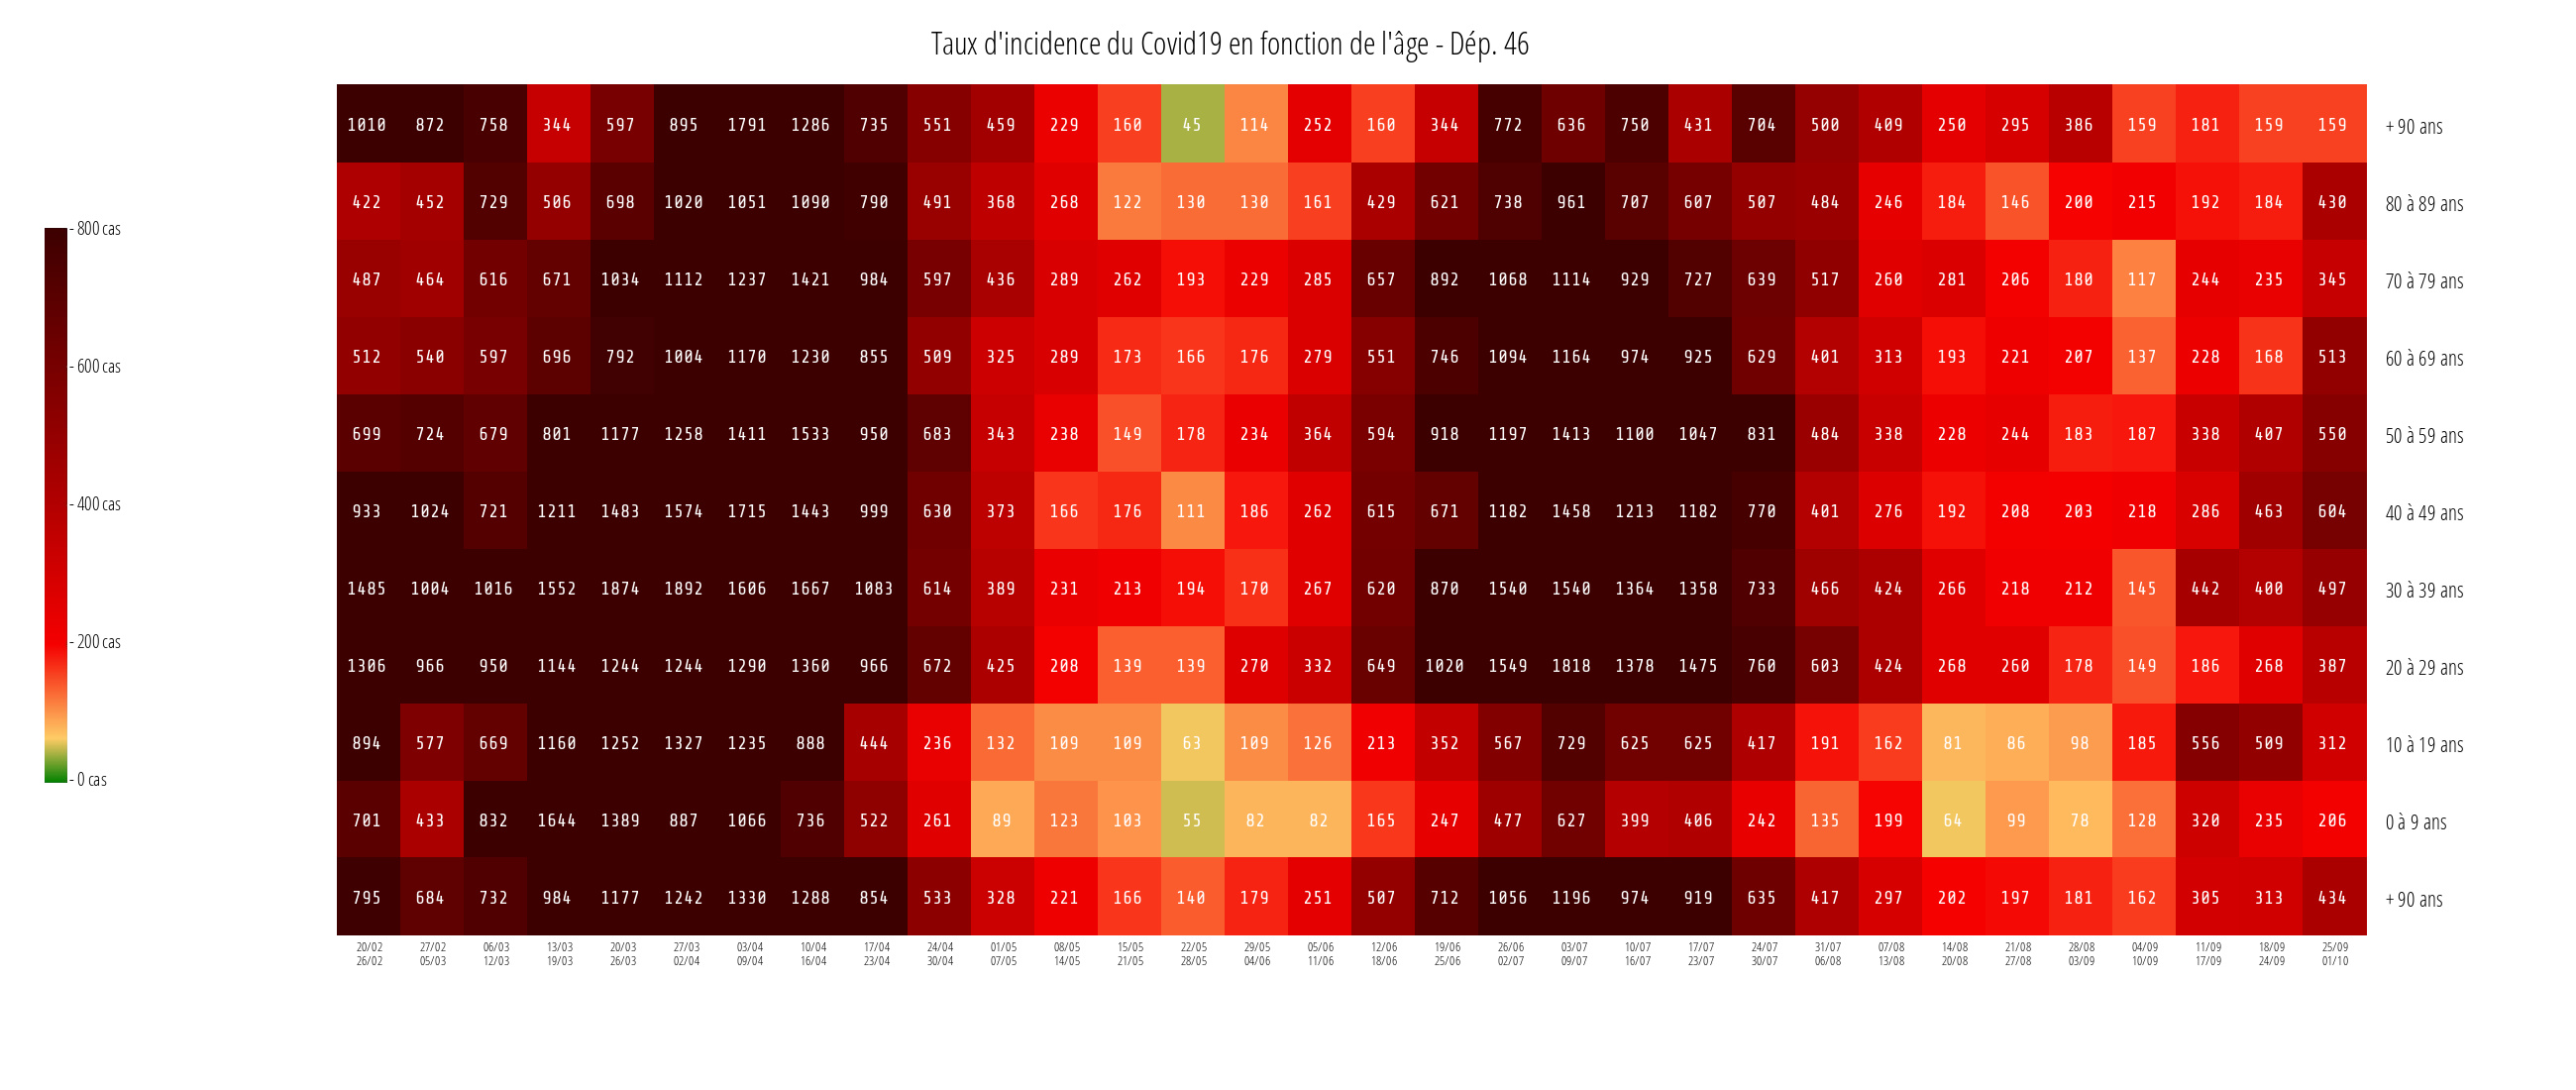 Taux d'incidence du Covid19 en fonction de l'âge - Dép. 46
- 800 cas
- 600 cas
- 400 cas
- 200 cas
- 0 cas
1010 872 758 344 597 895 1791 1286 735 551 459 229 160 45 114 252 160 344 772 636 750 431 704 500 409 250 295 386 159 181 159 159 + 90 ans
422 452 729 506 698 1020 1051 1090 790 491 368 268 122 130 130 161 429 621 738 961 707 607 507 484 246 184 146 200 215 192 184 430 80 à 89 ans
487 464 616 671 1034 1112 1237 1421 984 597 436 289 262 193 229 285 657 892 1068 1114 929 727 639 517 260 281 206 180 117 244 235 345 70 à 79 ans
512 540 597 696 792 1004 1170 1230 855 509 325 289 173 166 176 279 551 746 1094 1164 974 925 629 401 313 193 221 207 137 228 168 513 60 à 69 ans
699 724 679 801 1177 1258 1411 1533 950 683 343 238 149 178 234 364 594 918 1197 1413 1100 1047 831 484 338 228 244 183 187 338 407 550 50 à 59 ans
933 1024 721 1211 1483 1574 1715 1443 999 630 373 166 176 111 186 262 615 671 1182 1458 1213 1182 770 401 276 192 208 203 218 286 463 604 40 à 49 ans
1485 1004 1016 1552 1874 1892 1606 1667 1083 614 389 231 213 194 170 267 620 870 1540 1540 1364 1358 733 466 424 266 218 212 145 442 400 497 30 à 39 ans
1306 966 950 1144 1244 1244 1290 1360 966 672 425 208 139 139 270 332 649 1020 1549 1818 1378 1475 760 603 424 268 260 178 149 186 268 387 20 à 29 ans
894 577 669 1160 1252 1327 1235 888 444 236 132 109 109 63 109 126 213 352 567 729 625 625 417 191 162 81 86 98 185 556 509 312 10 à 19 ans
701 433 832 1644 1389 887 1066 736 522 261 89 123 103 55 82 82 165 247 477 627 399 406 242 135 199 64 99 78 128 320 235 206 0 à 9 ans
795 684 732 984 1177 1242 1330 1288 854 533 328 221 166 140 179 251 507 712 1056 1196 974 919 635 417 297 202 197 181 162 305 313 434 + 90 ans
20/02 27/02 06/03 13/03 20/03 27/03 03/04 10/04 17/04 24/04 01/05 08/05 15/05 22/05 29/05 05/06 12/06 19/06 26/06 03/07 10/07 17/07 24/07 31/07 07/08 14/08 21/08 28/08 04/09 11/09 18/09 25/09
26/02 05/03 12/03 19/03 26/03 02/04 09/04 16/04 23/04 30/04 07/05 14/05 21/05 28/05 04/06 11/06 18/06 25/06 02/07 09/07 16/07 23/07 30/07 06/08 13/08 20/08 27/08 03/09 10/09 17/09 24/09 01/10